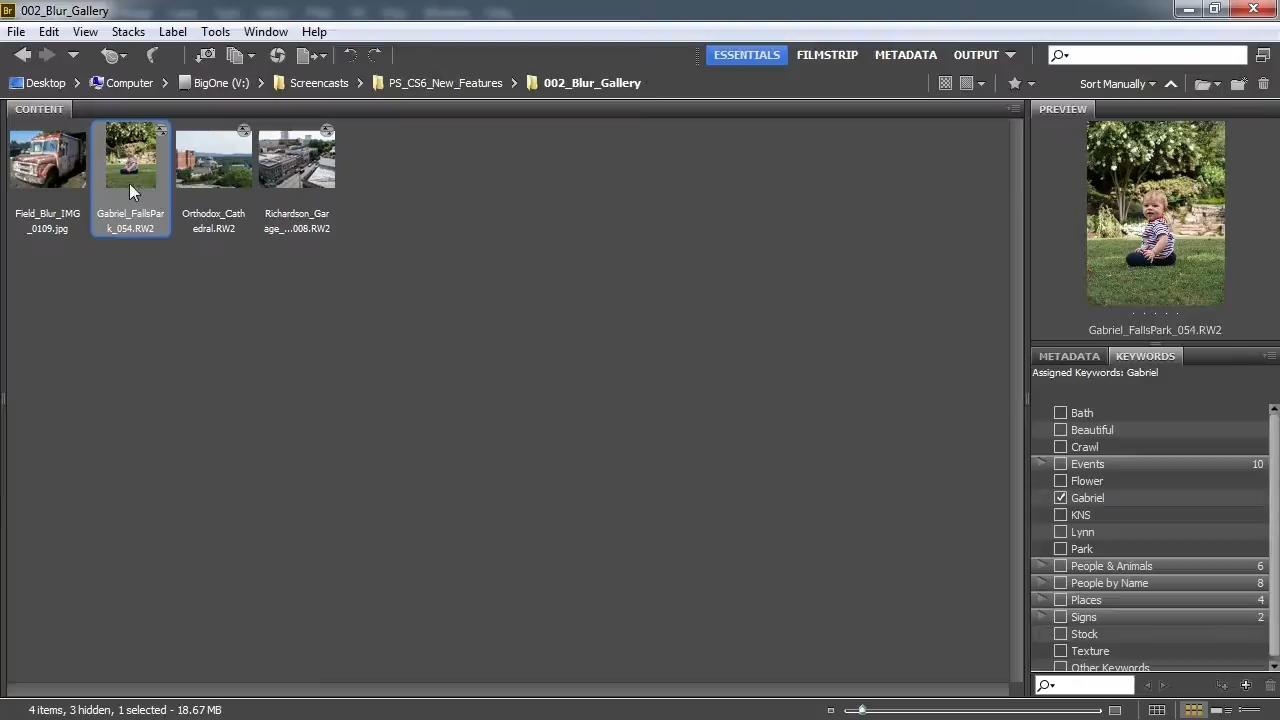 Br 002_Blur_Gallery
File Edit View Stacks Label Tools Window Help
ESSENTIALS FILMSTRIP METADATA OUTPUT
Desktop Computer BigOne (V:) Screencasts PS_CS6_New_Features 002_Blur_Gallery Sort Manually
CONTENT
Field_Blur_IMG
_0109.jpg
Gabriel_FallsPar
k_054.RW2
Orthodox_Cath
edral.RW2
Richardson_Gar
age_...008.RW2
PREVIEW
Gabriel_FallsPark_054.RW2
METADATA KEYWORDS
Assigned Keywords: Gabriel
Bath
Beautiful
Crawl
Events 10
Flower
Gabriel
KNS
Lynn
Park
People & Animals 6
People by Name 8
Places 4
Signs 2
Stock
Texture
Other Keywords
4 items, 3 hidden, 1 selected - 18.67 MB